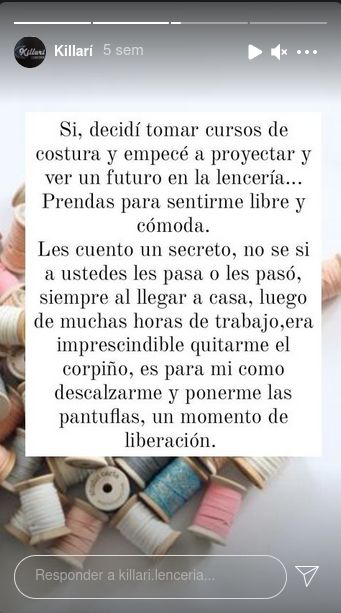 Killarí 5 sem
Si, decidí tomar cursos de
costura y empecé a proyectar y
ver un futuro en la lencería...
Prendas para sentirme libre y
cómoda.
Les cuento un secreto, no se si
a ustedes les pasa o les pasó,
siempre al llegar a casa, luego
de muchas horas de trabajo,era
imprescindible quitarme el
corpiño, es para mi como
descalzarme y ponerme las
pantuflas, un momento de
liberación.
Responder a killari.lenceria...